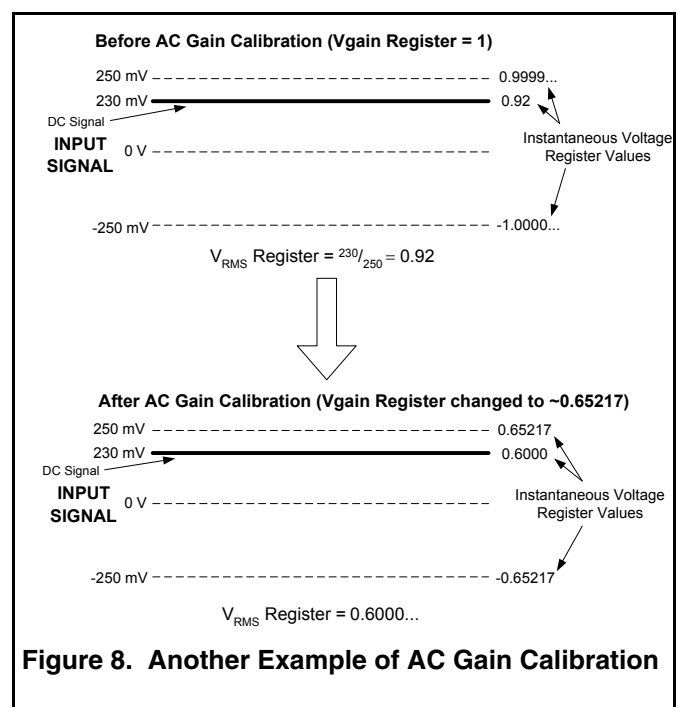 Before AC Gain Calibration (Vgain Register = 1)
250 mV 0.9999...
230 mV 0.92
DC Signal
INPUT SIGNAL
0 V
Instantaneous Voltage
Register Values
-250 mV -1.0000...
VRMS Register = 230/250 = 0.92
After AC Gain Calibration (Vgain Register changed to ~0.65217)
250 mV 0.65217
230 mV 0.6000
DC Signal
INPUT SIGNAL
0 V
Instantaneous Voltage
Register Values
-250 mV -0.65217
VRMS Register = 0.6000...
Figure 8. Another Example of AC Gain Calibration